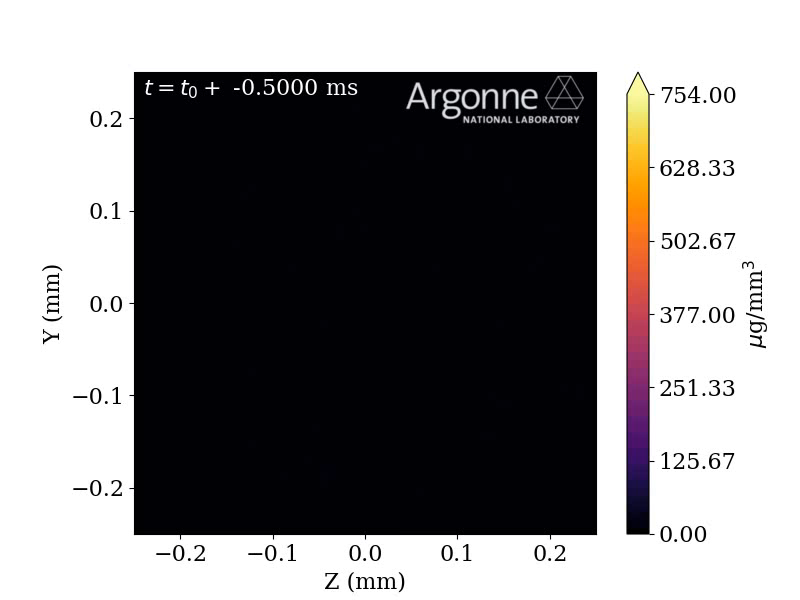 t = t₀ + -0.5000 ms
Argonne
NATIONAL LABORATORY
0.2
0.1
0.0
−0.1
−0.2
Y (mm)
−0.2
−0.1
0.0
0.1
0.2
Z (mm)
754.00
628.33
502.67
377.00
251.33
125.67
0.00
μg/mm³